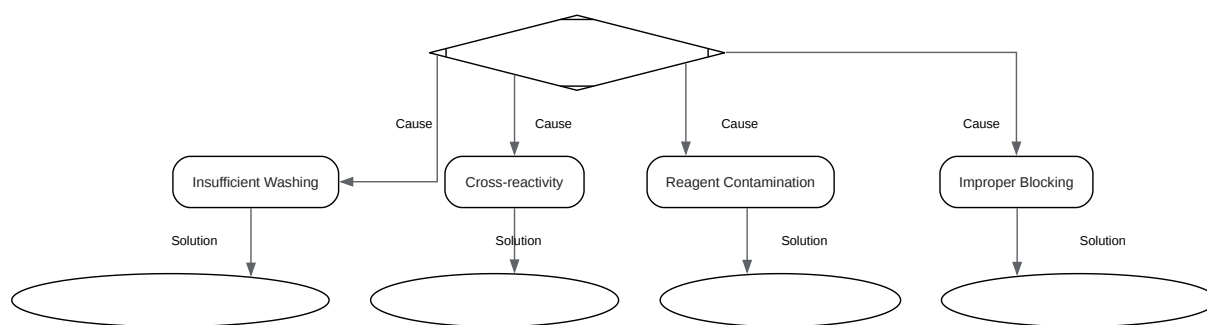 Cause
Cause
Cause
Cause
Insufficient Washing
Cross-reactivity
Reagent Contamination
Improper Blocking
Solution
Solution
Solution
Solution